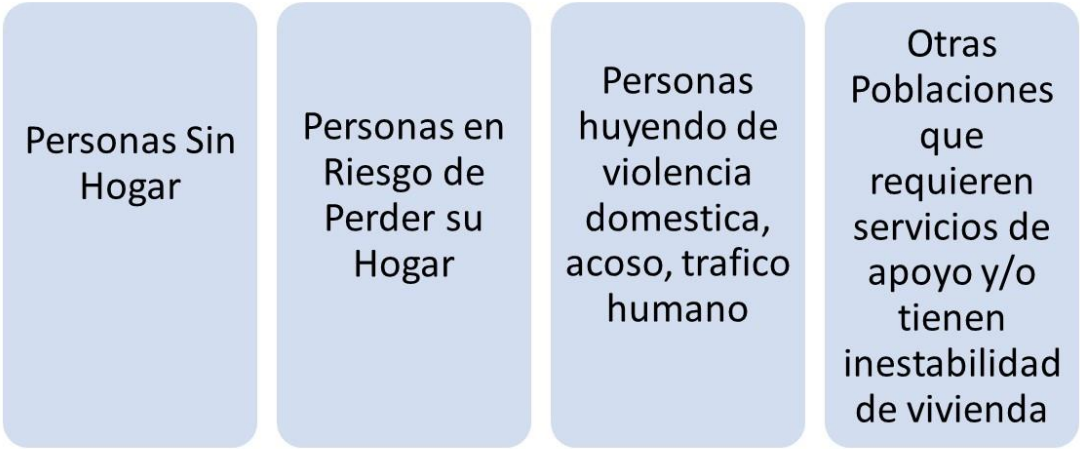 Personas Sin
Hogar
Personas en
Riesgo de
Perder su
Hogar
Personas
huyendo de
violencia
domestica,
acoso, trafico
humano
Otras
Poblaciones
que
requieren
servicios de
apoyo y/o
tienen
inestabilidad
de vivienda